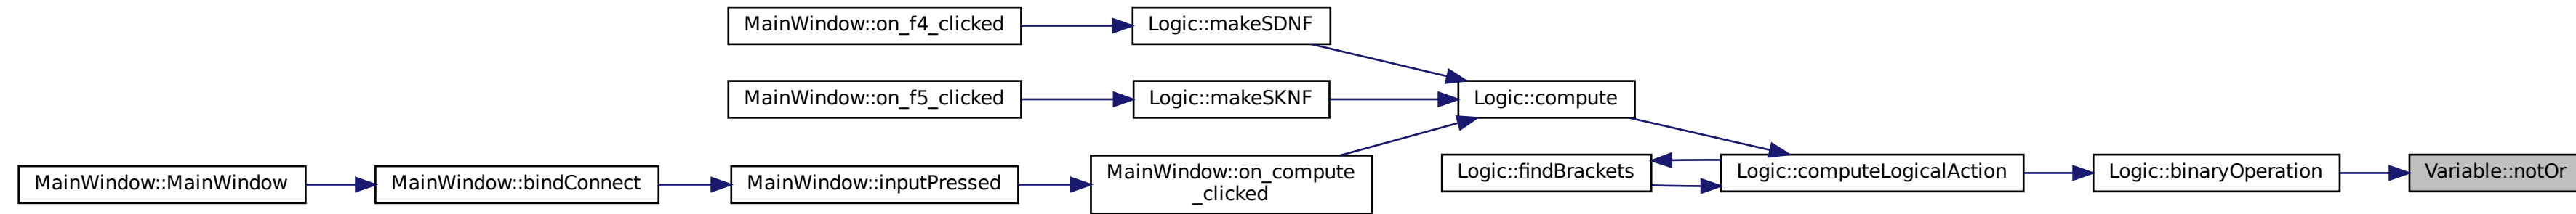 MainWindow::on_f4_clicked
Logic::makeSDNF
MainWindow::on_f5_clicked
Logic::makeSKNF
Logic::compute
MainWindow::MainWindow
MainWindow::bindConnect
MainWindow::inputPressed
MainWindow::on_compute
_clicked
Logic::findBrackets
Logic::computeLogicalAction
Logic::binaryOperation
Variable::notOr